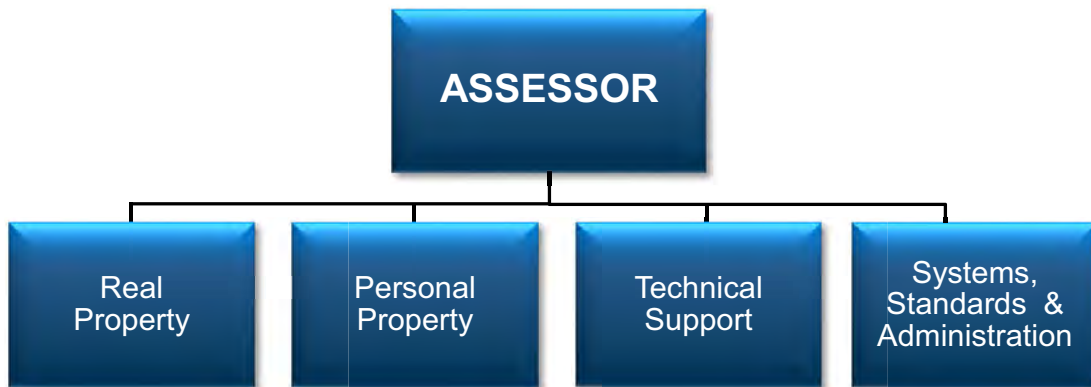 ASSESSOR
Real
Property
Personal
Property
Technical
Support
Systems,
Standards &
Administration